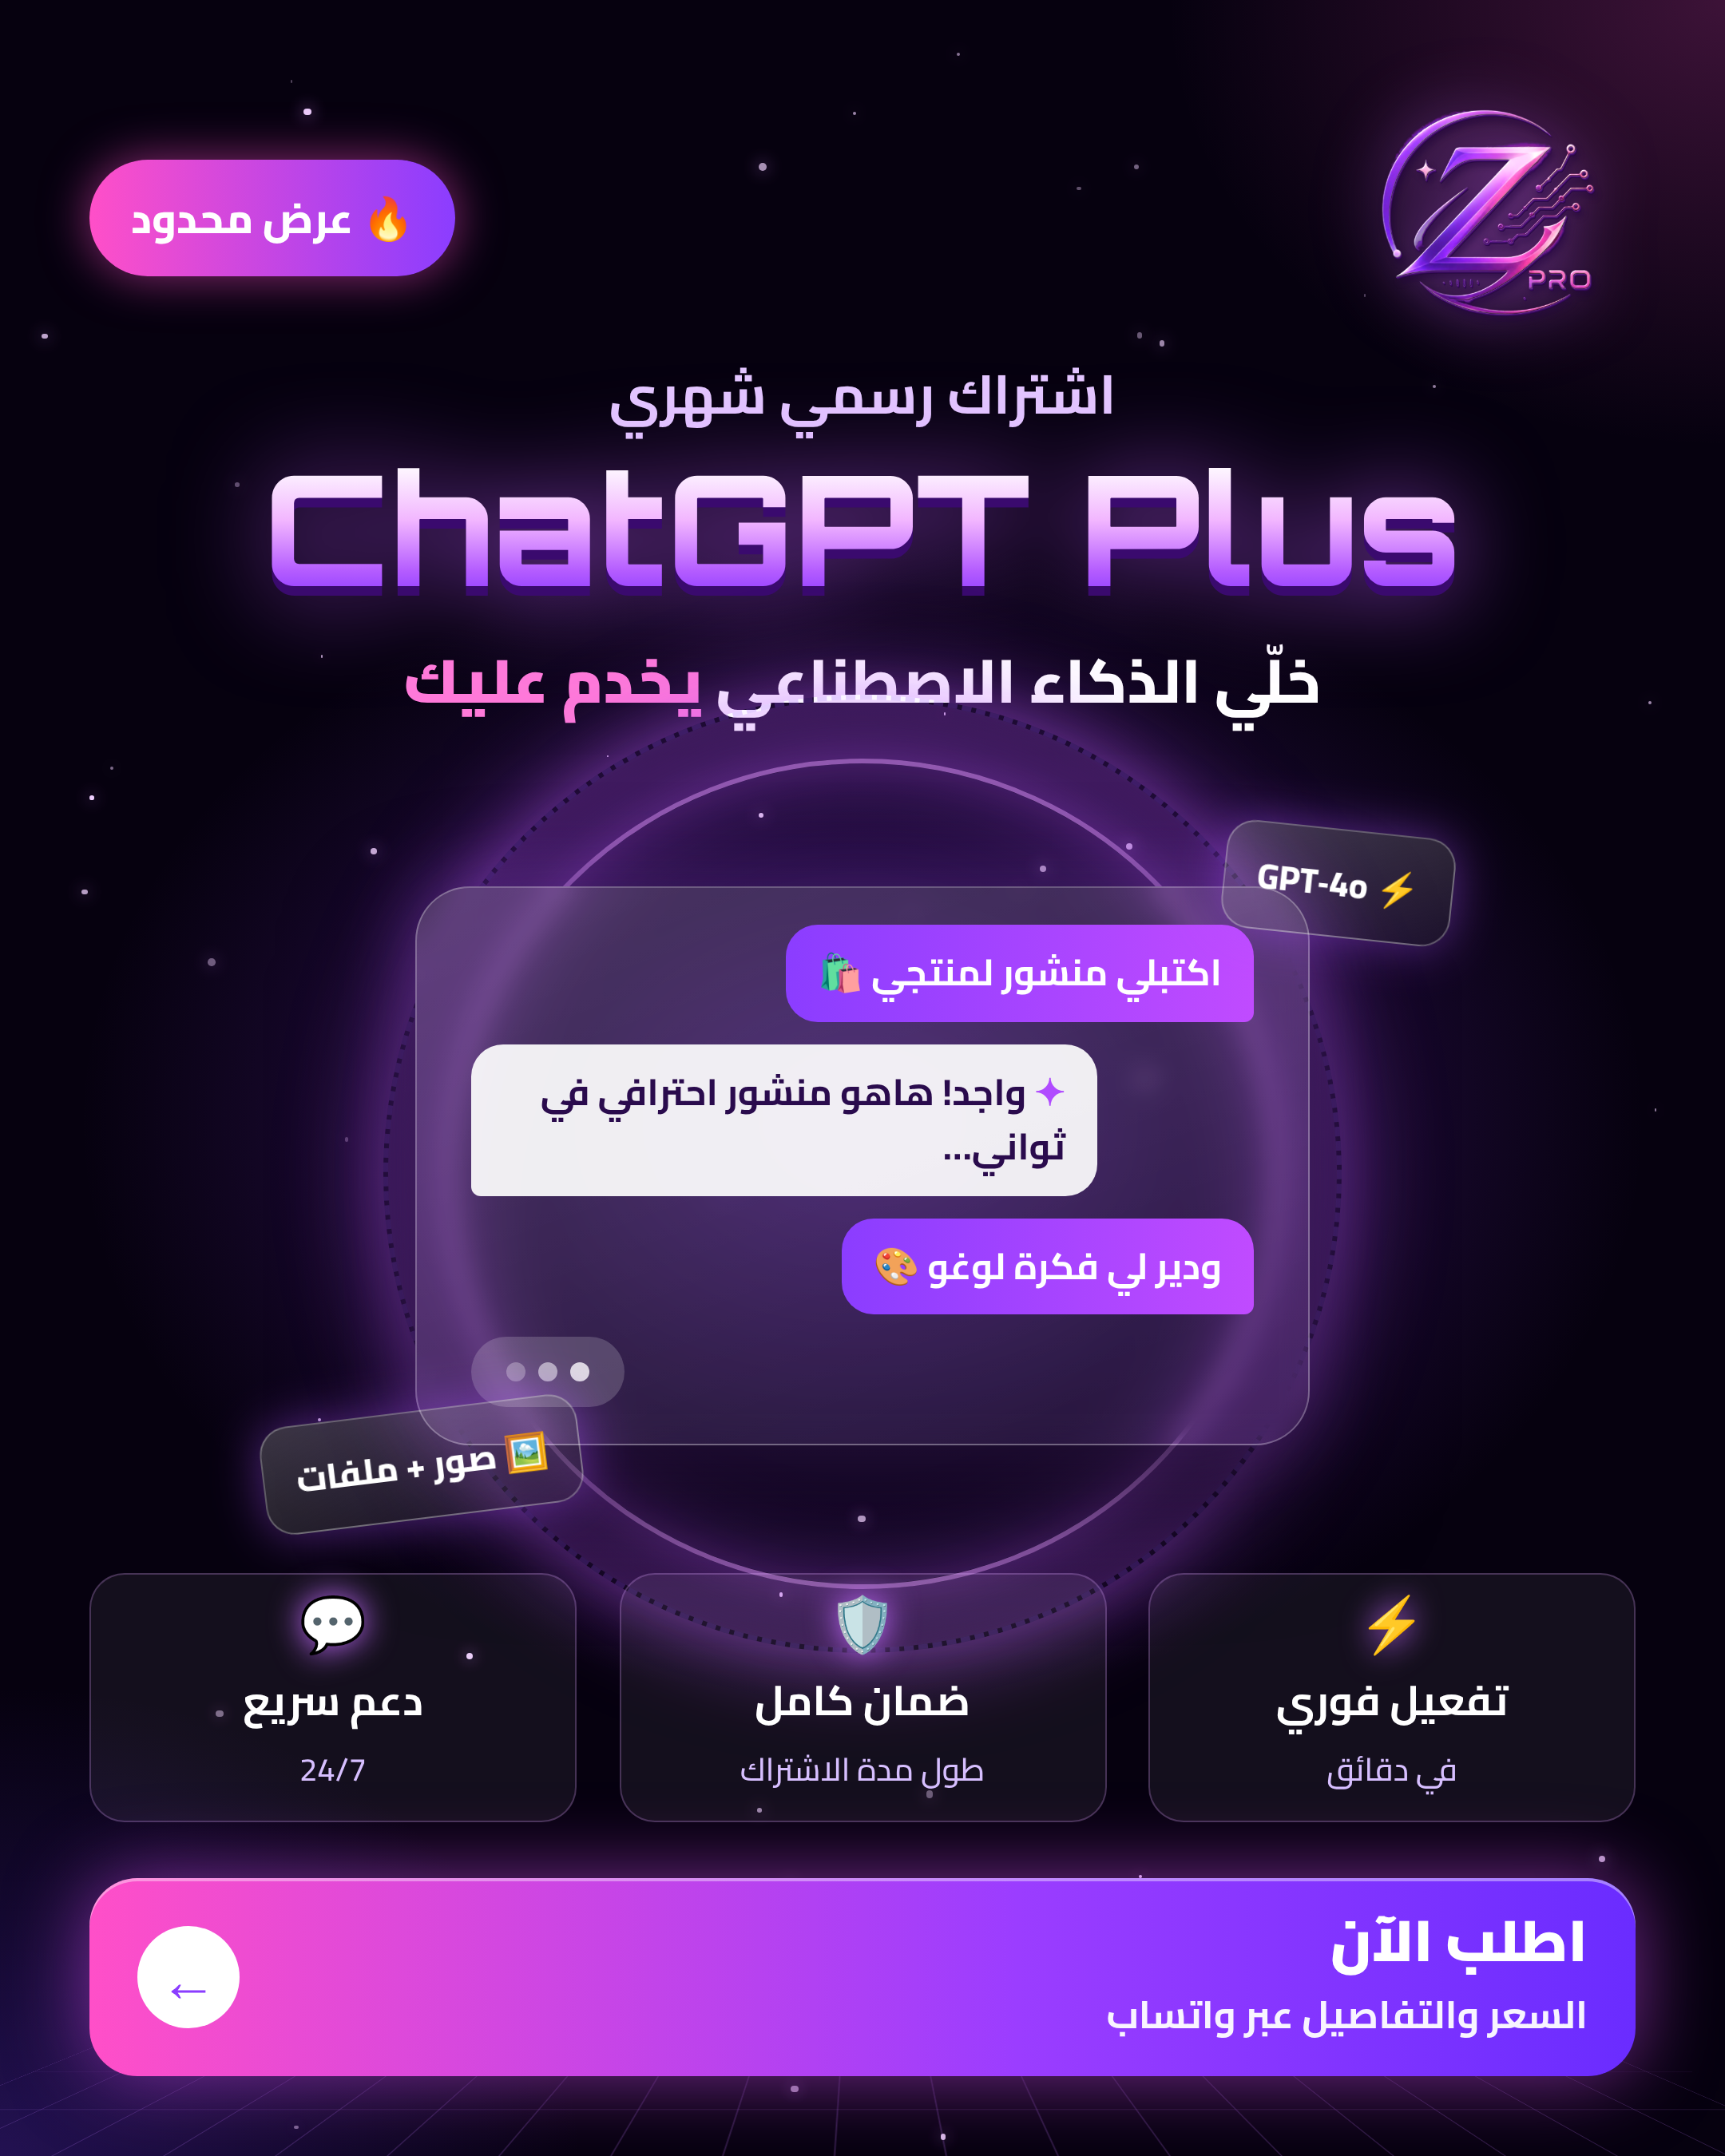 🔥 عرض محدود
Z PRO
اشتراك رسمي شهري
ChatGPT Plus
خلّي الذكاء الاصطناعي يخدم عليك
⚡ GPT-4o
اكتبلي منشور لمنتجي 🛍️
✦ واجد! هاهو منشور احترافي في
ثواني...
ودير لي فكرة لوغو 🎨
🖼️ صور + ملفات
⚡
تفعيل فوري
في دقائق
🛡️
ضمان كامل
طول مدة الاشتراك
💬
دعم سريع
24/7
اطلب الآن
السعر والتفاصيل عبر واتساب
←